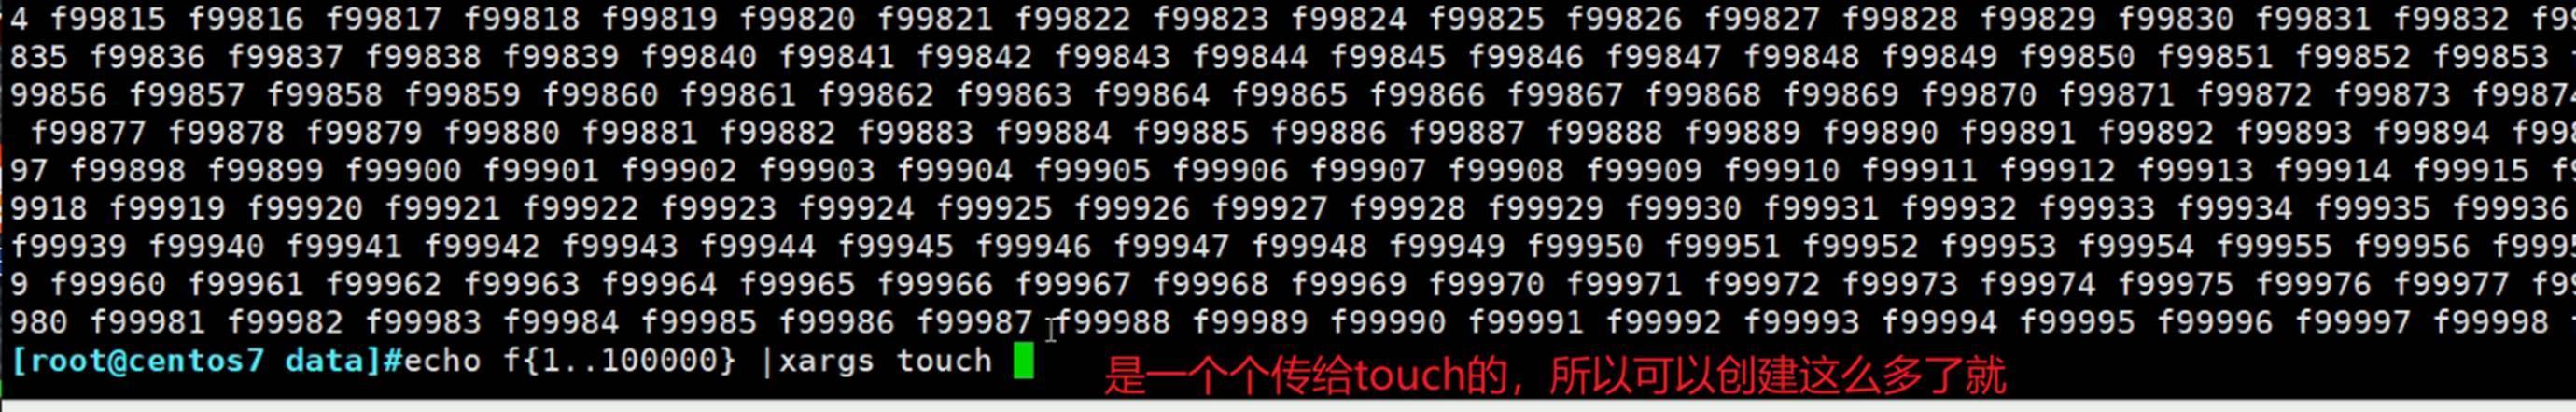 4 f99815 f99816 f99817 f99818 f99819 f99820 f99821 f99822 f99823 f99824 f99825 f99826 f99827 f99828 f99829 f99830 f99831 f99832
835 f99836 f99837 f99838 f99839 f99840 f99841 f99842 f99843 f99844 f99845 f99846 f99847 f99848 f99849 f99850 f99851 f99852 f99853
99856 f99857 f99858 f99859 f99860 f99861 f99862 f99863 f99864 f99865 f99866 f99867 f99868 f99869 f99870 f99871 f99872 f99873 f9987
f99877 f99878 f99879 f99880 f99881 f99882 f99883 f99884 f99885 f99886 f99887 f99888 f99889 f99890 f99891 f99892 f99893 f99894 f99
97 f99898 f99899 f99900 f99901 f99902 f99903 f99904 f99905 f99906 f99907 f99908 f99909 f99910 f99911 f99912 f99913 f99914 f99915
9918 f99919 f99920 f99921 f99922 f99923 f99924 f99925 f99926 f99927 f99928 f99929 f99930 f99931 f99932 f99933 f99934 f99935 f99936
f99939 f99940 f99941 f99942 f99943 f99944 f99945 f99946 f99947 f99948 f99949 f99950 f99951 f99952 f99953 f99954 f99955 f99956 f999
9 f99960 f99961 f99962 f99963 f99964 f99965 f99966 f99967 f99968 f99969 f99970 f99971 f99972 f99973 f99974 f99975 f99976 f99977
980 f99981 f99982 f99983 f99984 f99985 f99986 f99987 f99988 f99989 f99990 f99991 f99992 f99993 f99994 f99995 f99996 f99997 f99998
[root@centos7 data]#echo f{1..100000} |xargs touch 是一个个传给touch的，所以可以创建这么多了就